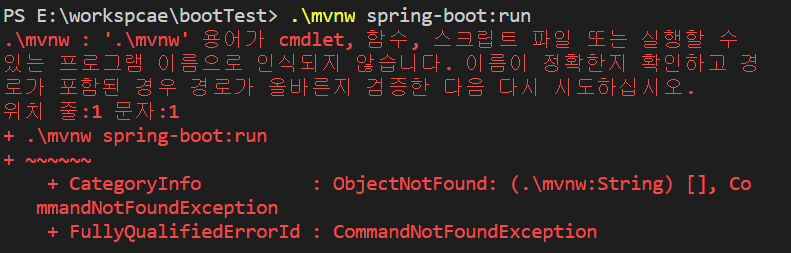 PS E:\workspcae\bootTest> .\mvnw spring-boot:run
.\mvnw : '.\mvnw' 용어가 cmdlet, 함수, 스크립트 파일 또는 실행할 수
있는 프로그램 이름으로 인식되지 않습니다. 이름이 정확한지 확인하고 경
로가 포함된 경우 경로가 올바른지 검증한 다음 다시 시도하십시오.
위치 줄:1 문자:1
+ .\mvnw spring-boot:run
+ ~~~~~~
+ CategoryInfo : ObjectNotFound: (.\mvnw:String) [], Co
mmandNotFoundException
+ FullyQualifiedErrorId : CommandNotFoundException